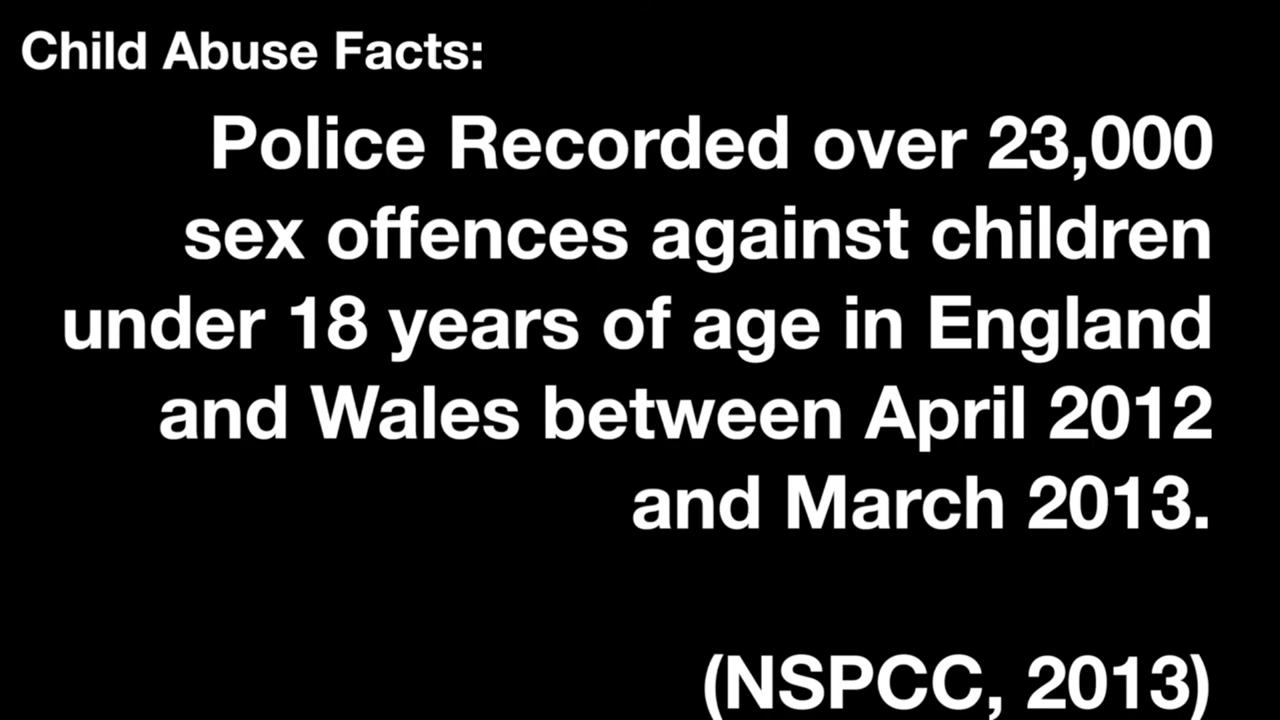 Child Abuse Facts:
Police Recorded over 23,000
sex offences against children
under 18 years of age in England
and Wales between April 2012
and March 2013.
(NSPCC, 2013)